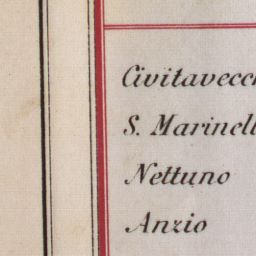 Civitavecch
S. Marinell
Nettuno
Anzio